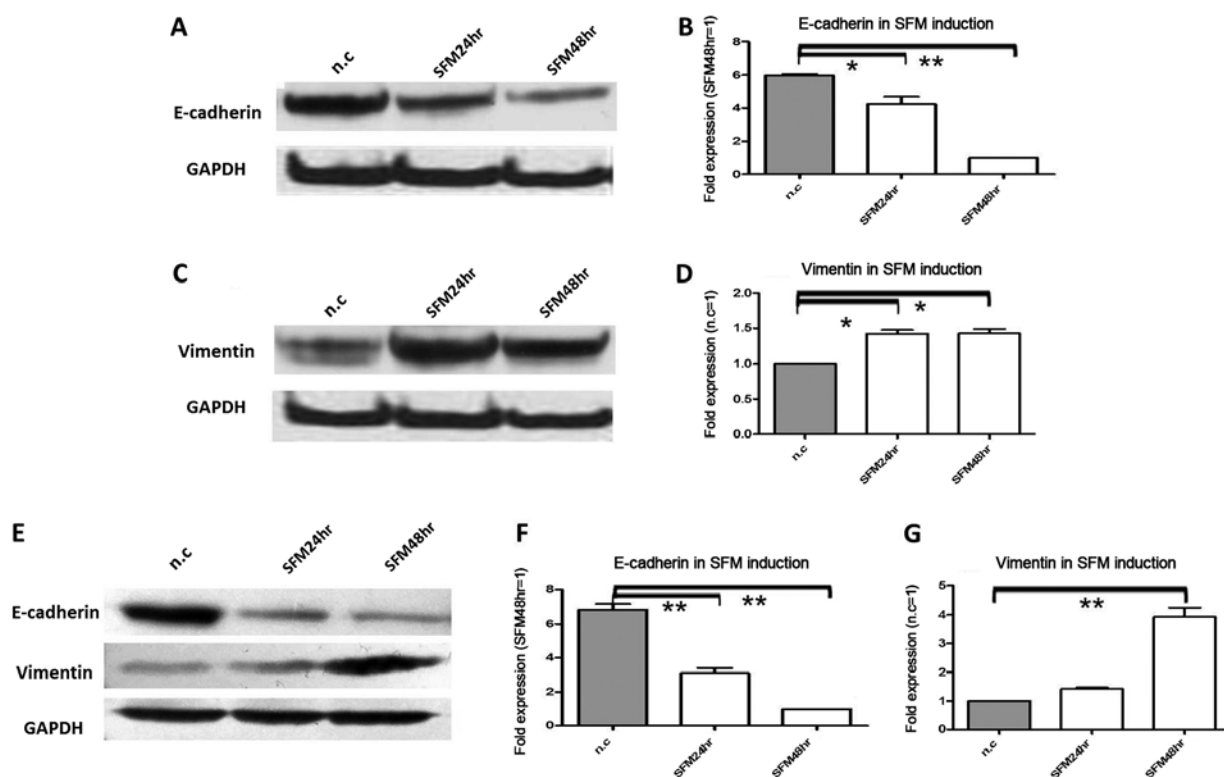 A
n.c
SFM24hr
SFM48hr
E-cadherin
GAPDH
B
E-cadherin in SFM induction
Fold expression (SFM48hr=1)
8
6
4
2
0
*
**
n.c
SFM24hr
SFM48hr
C
n.c
SFM24hr
SFM48hr
Vimentin
GAPDH
D
Vimentin in SFM induction
Fold expression (n.c=1)
2.0
1.5
1.0
0.5
0.0
*
*
n.c
SFM24hr
SFM48hr
E
n.c
SFM24hr
SFM48hr
E-cadherin
Vimentin
GAPDH
F
E-cadherin in SFM induction
Fold expression (SFM48hr=1)
8
6
4
2
0
**
**
n.c
SFM24hr
SFM48hr
G
Vimentin in SFM induction
Fold expression (n.c=1)
5
4
3
2
1
0
**
n.c
SFM24hr
SFM48hr